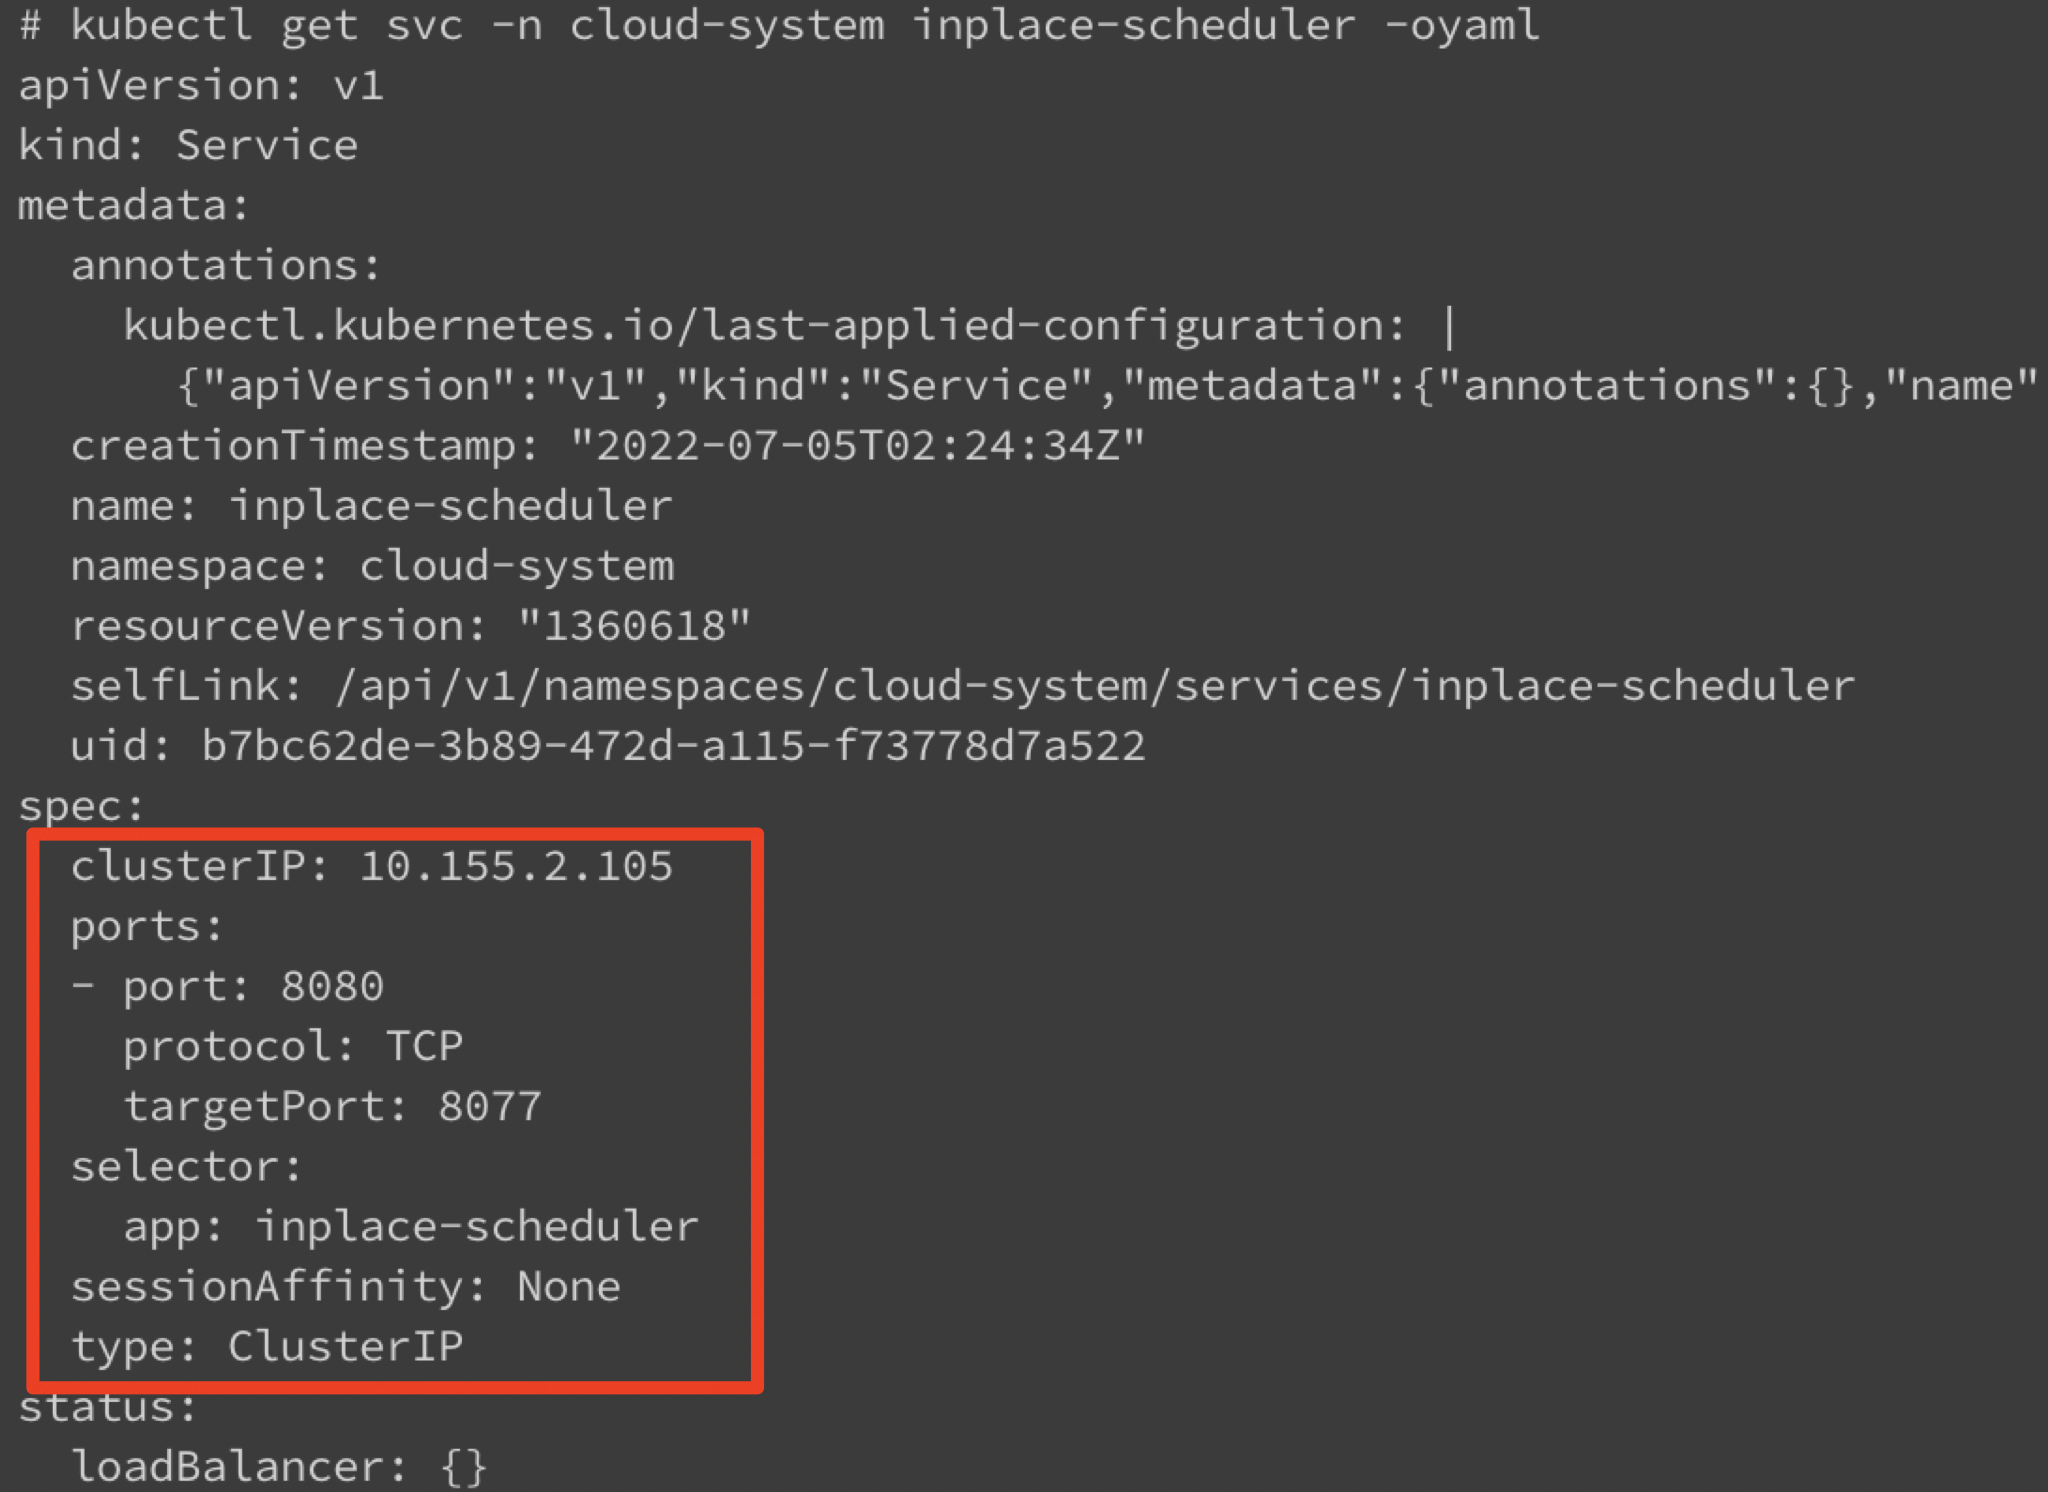 # kubectl get svc -n cloud-system inplace-scheduler -oyaml
apiVersion: v1
kind: Service
metadata:
  annotations:
    kubectl.kubernetes.io/last-applied-configuration: |
      {"apiVersion":"v1","kind":"Service","metadata":{"annotations":{},"name"
  creationTimestamp: "2022-07-05T02:24:34Z"
  name: inplace-scheduler
  namespace: cloud-system
  resourceVersion: "1360618"
  selfLink: /api/v1/namespaces/cloud-system/services/inplace-scheduler
  uid: b7bc62de-3b89-472d-a115-f73778d7a522
spec:
  clusterIP: 10.155.2.105
  ports:
  - port: 8080
    protocol: TCP
    targetPort: 8077
  selector:
    app: inplace-scheduler
  sessionAffinity: None
  type: ClusterIP
status:
  loadBalancer: {}